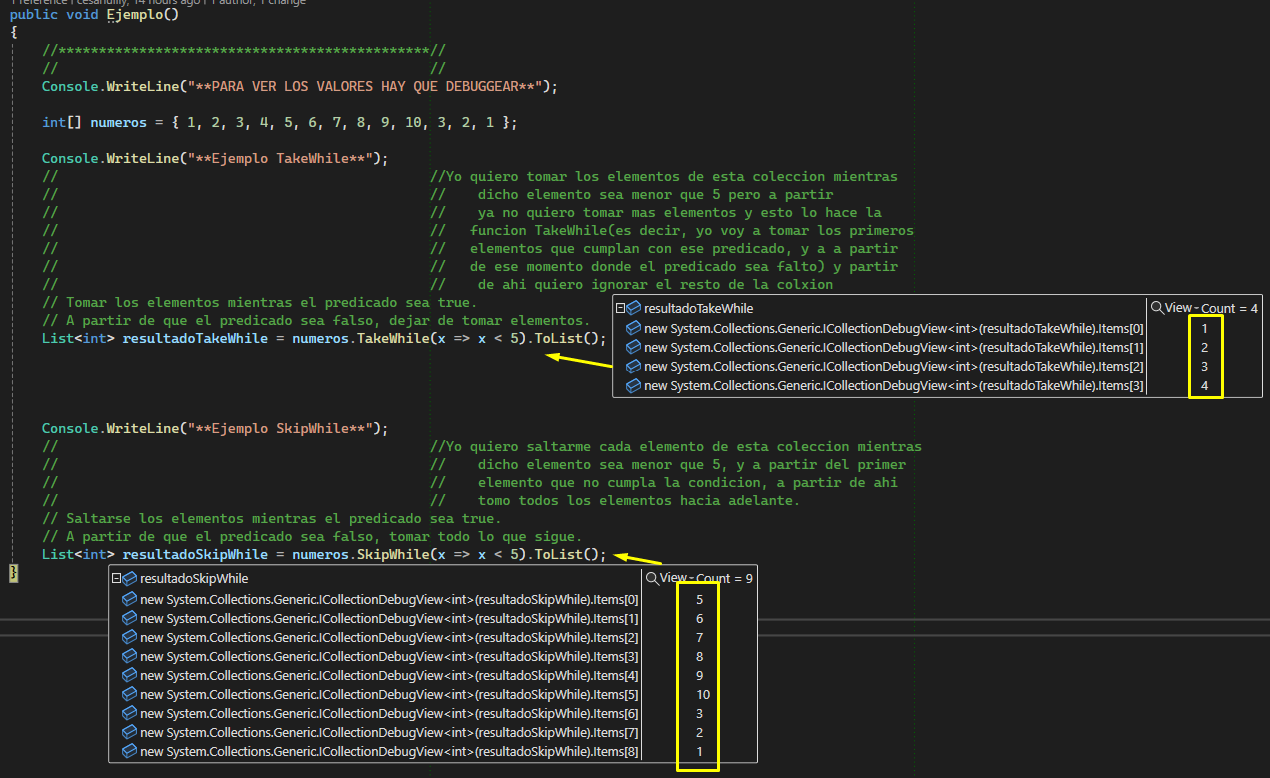 1 reference | cesandilly, 14 hours ago | 1 author, 1 change
public void Ejemplo()
{
//**********************************************//
// //
Console.WriteLine("**PARA VER LOS VALORES HAY QUE DEBUGGEAR**");
int[] numeros = { 1, 2, 3, 4, 5, 6, 7, 8, 9, 10, 3, 2, 1 };
Console.WriteLine("**Ejemplo TakeWhile**");
// //Yo quiero tomar los elementos de esta coleccion mientras
// // dicho elemento sea menor que 5 pero a partir
// // ya no quiero tomar mas elementos y esto lo hace la
// // funcion TakeWhile(es decir, yo voy a tomar los primeros
// // elementos que cumplan con ese predicado, y a a partir
// // de ese momento donde el predicado sea falto) y partir
// // de ahi quiero ignorar el resto de la colxion
// Tomar los elementos mientras el predicado sea true.
// A partir de que el predicado sea falso, dejar de tomar elementos.
List<int> resultadoTakeWhile = numeros.TakeWhile(x => x < 5).ToList();
resultadoTakeWhile View Count = 4
new System.Collections.Generic.ICollectionDebugView<int>(resultadoTakeWhile).Items[0] 1
new System.Collections.Generic.ICollectionDebugView<int>(resultadoTakeWhile).Items[1] 2
new System.Collections.Generic.ICollectionDebugView<int>(resultadoTakeWhile).Items[2] 3
new System.Collections.Generic.ICollectionDebugView<int>(resultadoTakeWhile).Items[3] 4
Console.WriteLine("**Ejemplo SkipWhile**");
// //Yo quiero saltarme cada elemento de esta coleccion mientras
// // dicho elemento sea menor que 5, y a partir del primer
// // elemento que no cumpla la condicion, a partir de ahi
// // tomo todos los elementos hacia adelante.
// Saltarse los elementos mientras el predicado sea true.
// A partir de que el predicado sea falso, tomar todo lo que sigue.
List<int> resultadoSkipWhile = numeros.SkipWhile(x => x < 5).ToList();
}
resultadoSkipWhile View Count = 9
new System.Collections.Generic.ICollectionDebugView<int>(resultadoSkipWhile).Items[0] 5
new System.Collections.Generic.ICollectionDebugView<int>(resultadoSkipWhile).Items[1] 6
new System.Collections.Generic.ICollectionDebugView<int>(resultadoSkipWhile).Items[2] 7
new System.Collections.Generic.ICollectionDebugView<int>(resultadoSkipWhile).Items[3] 8
new System.Collections.Generic.ICollectionDebugView<int>(resultadoSkipWhile).Items[4] 9
new System.Collections.Generic.ICollectionDebugView<int>(resultadoSkipWhile).Items[5] 10
new System.Collections.Generic.ICollectionDebugView<int>(resultadoSkipWhile).Items[6] 3
new System.Collections.Generic.ICollectionDebugView<int>(resultadoSkipWhile).Items[7] 2
new System.Collections.Generic.ICollectionDebugView<int>(resultadoSkipWhile).Items[8] 1